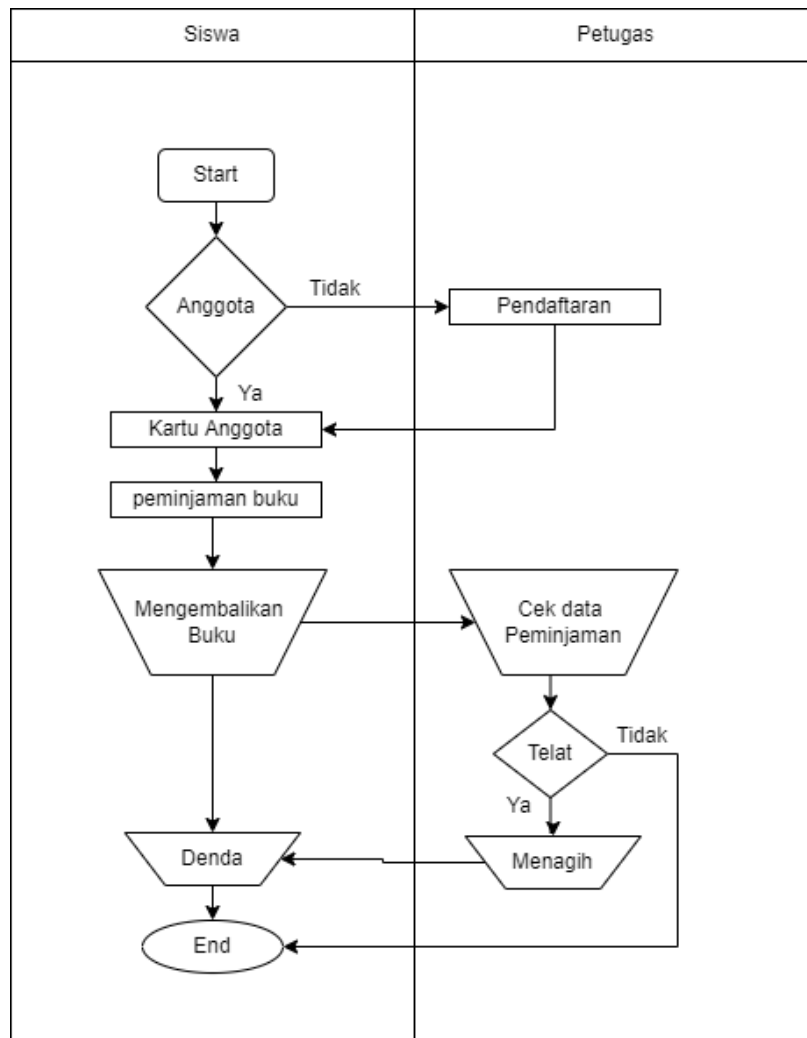 Siswa
Petugas
Start
Anggota
Tidak
Pendaftaran
Ya
Kartu Anggota
peminjaman buku
Mengembalikan
Buku
Cek data
Peminjaman
Telat
Tidak
Ya
Denda
Menagih
End